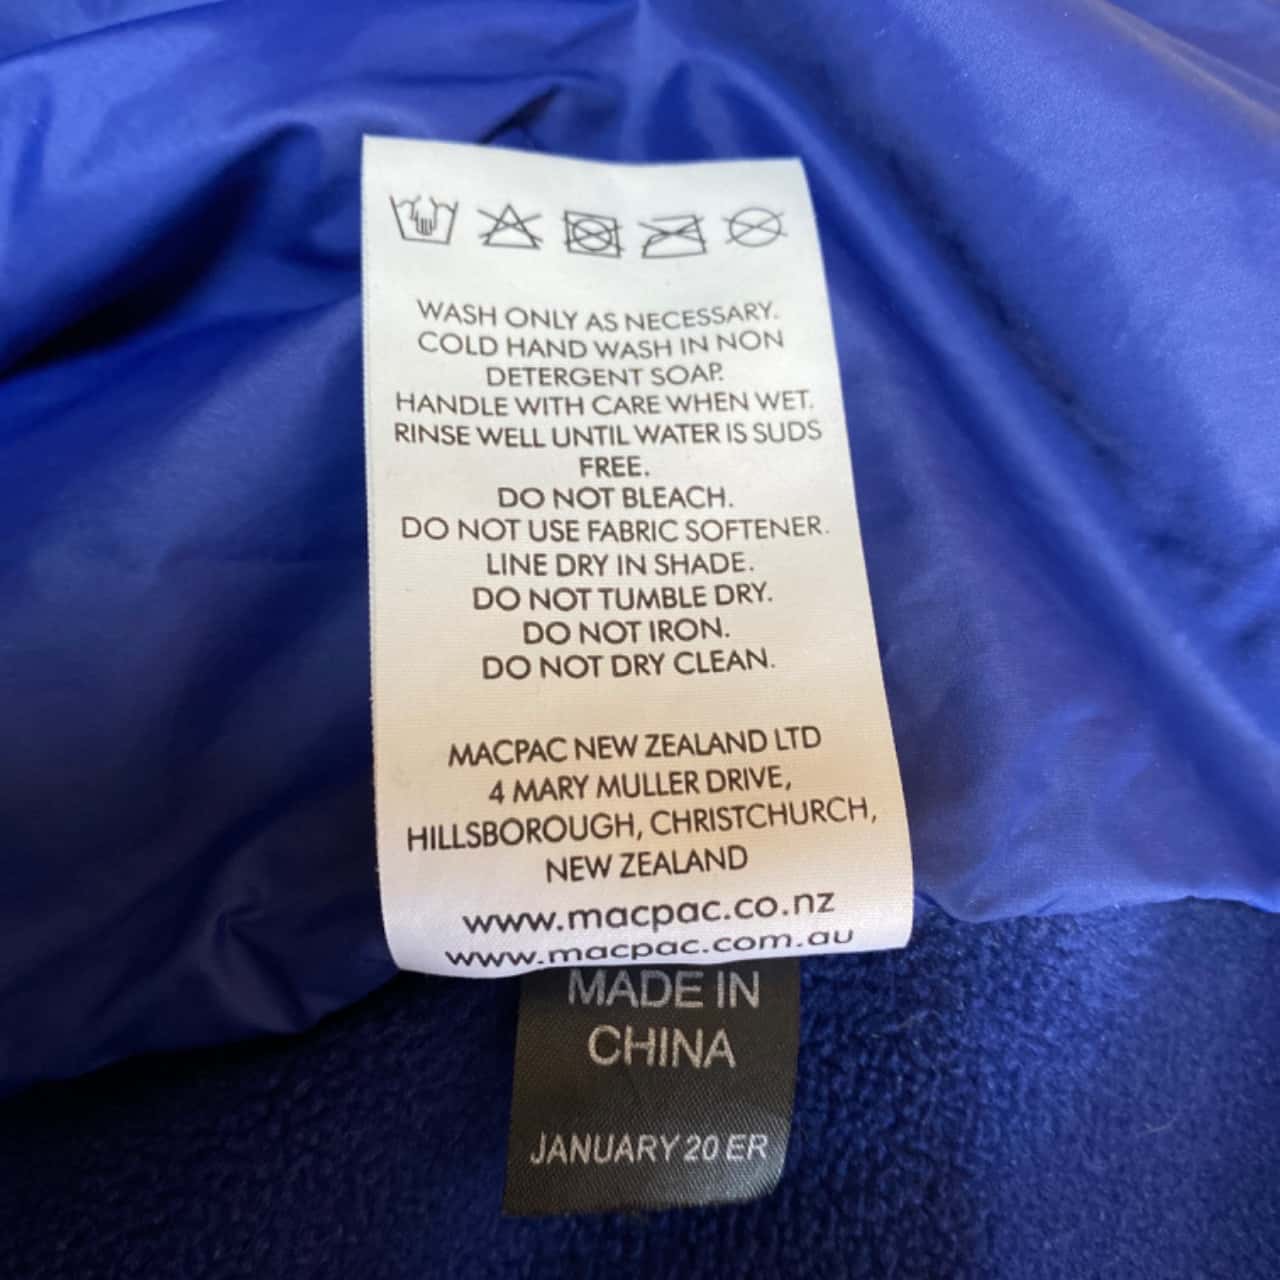 WASH ONLY AS NECESSARY.
COLD HAND WASH IN NON
DETERGENT SOAP.
HANDLE WITH CARE WHEN WET.
RINSE WELL UNTIL WATER IS SUDS
FREE.
DO NOT BLEACH.
DO NOT USE FABRIC SOFTENER.
LINE DRY IN SHADE.
DO NOT TUMBLE DRY.
DO NOT IRON.
DO NOT DRY CLEAN.
MACPAC NEW ZEALAND LTD
4 MARY MULLER DRIVE,
HILLSBOROUGH, CHRISTCHURCH,
NEW ZEALAND
www.macpac.co.nz
www.macpac.com.au
MADE IN
CHINA
JANUARY 20 ER